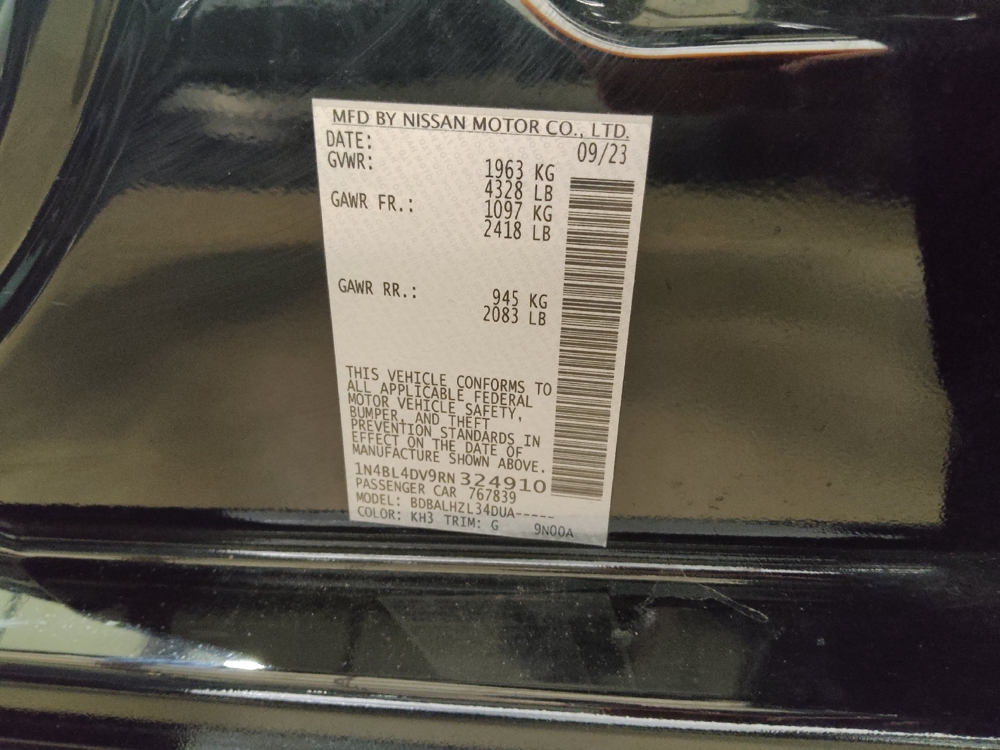 MFD BY NISSAN MOTOR CO., LTD.
DATE: 09/23
GVWR: 1963 KG
4328 LB
GAWR FR.: 1097 KG
2418 LB
GAWR RR.: 945 KG
2083 LB
THIS VEHICLE CONFORMS TO
ALL APPLICABLE FEDERAL
MOTOR VEHICLE SAFETY,
BUMPER, AND THEFT
PREVENTION STANDARDS IN
EFFECT ON THE DATE OF
MANUFACTURE SHOWN ABOVE.
1N4BL4DV9RN 324910
PASSENGER CAR 767839
MODEL: BDBALHZL34DUA-----
COLOR: KH3 TRIM: G 9N00A